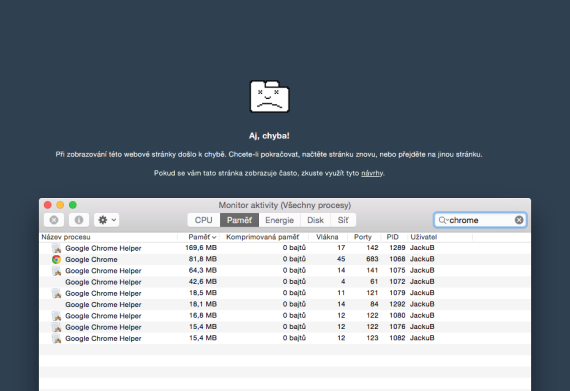 Aj, chyba!
Při zobrazování této webové stránky došlo k chybě. Chcete-li pokračovat, načtěte stránku znovu, nebo přejděte na jinou stránku.
Pokud se vám tato stránka zobrazuje často, zkuste využít tyto návrhy.
Monitor aktivity (Všechny procesy)
CPU Paměť Energie Disk Síť chrome
Název procesu Paměť Komprimovaná paměť Vlákna Porty PID Uživatel
Google Chrome Helper 169,6 MB 0 bajtů 17 142 1289 JackuB
Google Chrome 81,8 MB 0 bajtů 45 683 1068 JackuB
Google Chrome Helper 64,3 MB 0 bajtů 14 141 1075 JackuB
Google Chrome Helper 42,6 MB 0 bajtů 4 61 1072 JackuB
Google Chrome Helper 18,5 MB 0 bajtů 11 121 1079 JackuB
Google Chrome Helper 18,1 MB 0 bajtů 14 84 1292 JackuB
Google Chrome Helper 16,8 MB 0 bajtů 12 122 1080 JackuB
Google Chrome Helper 15,4 MB 0 bajtů 12 122 1076 JackuB
Google Chrome Helper 15,4 MB 0 bajtů 12 123 1082 JackuB